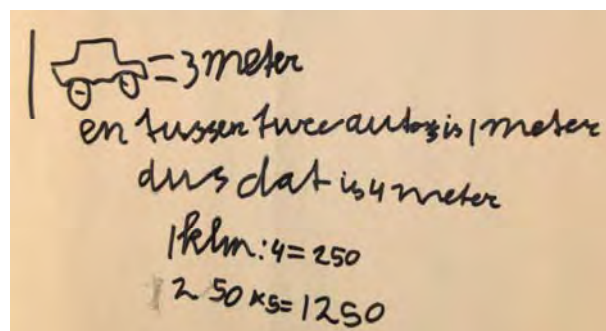 1 = 3 meter
en tussen twee auto's is 1 meter
dus dat is 4 meter
1 klm : 4 = 250
250 x 5 = 1250